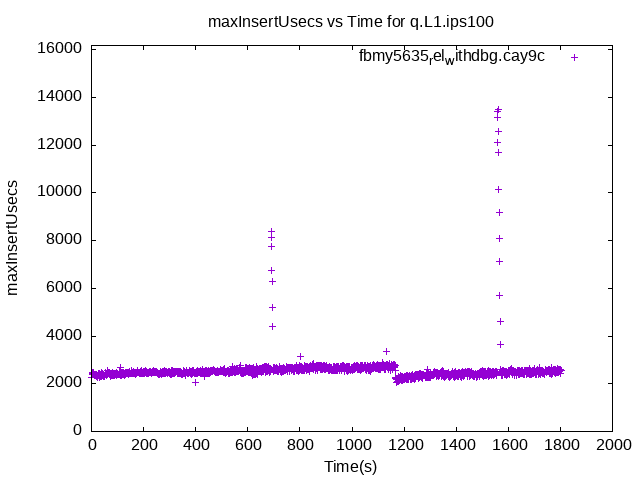 maxInsertUsecs vs Time for q.L1.ips100
fbmy5635relwithdbg.cay9c
16000
14000
12000
10000
8000
6000
4000
2000
0
maxInsertUsecs
0 200 400 600 800 1000 1200 1400 1600 1800 2000
Time(s)